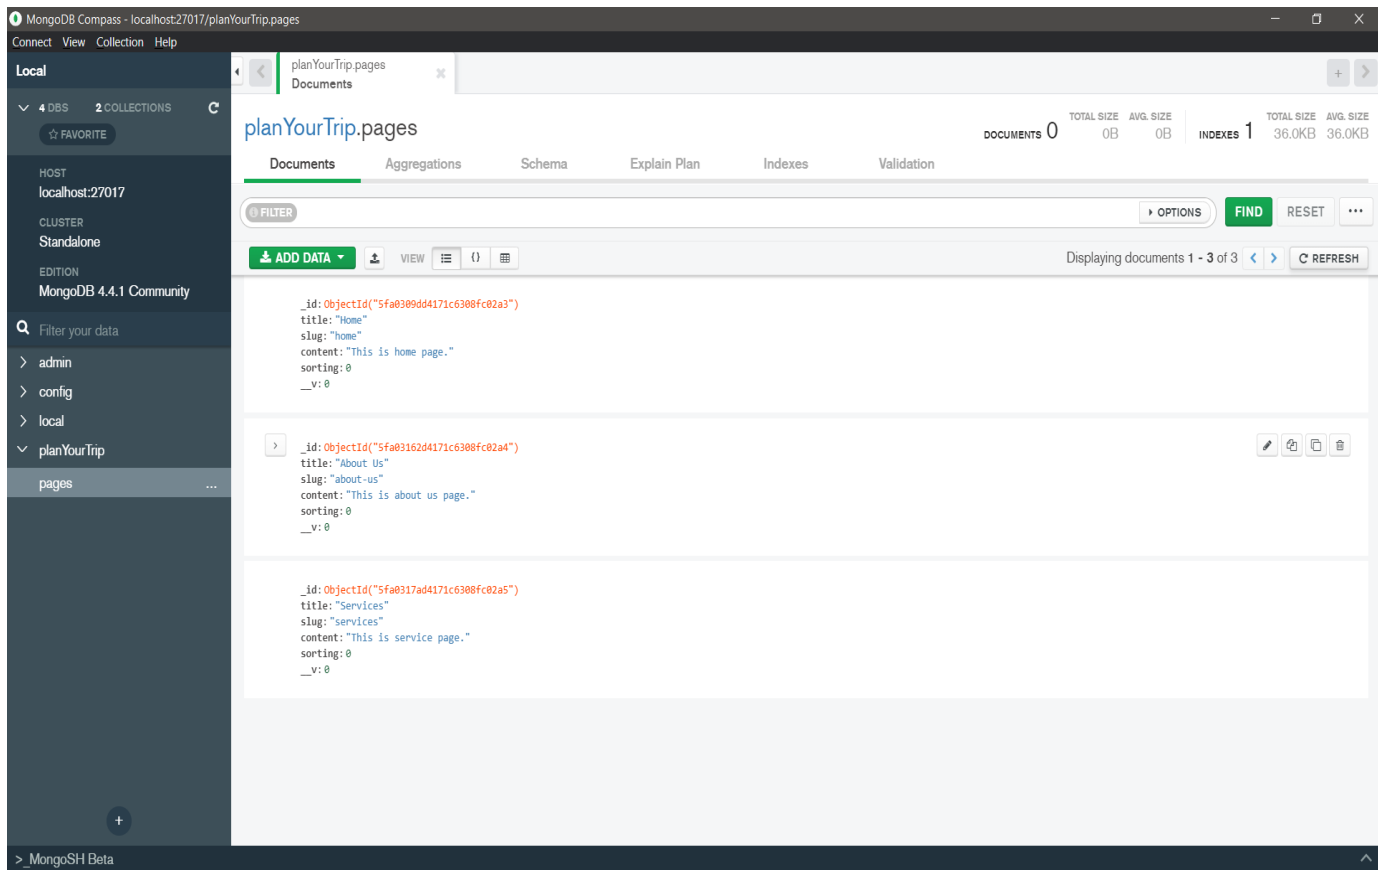 MongoDB Compass - localhost:27017/planYourTrip.pages
Connect View Collection Help
Local
4 DBS 2 COLLECTIONS
FAVORITE
HOST
localhost:27017
CLUSTER
Standalone
EDITION
MongoDB 4.4.1 Community
Filter your data
admin
config
local
planYourTrip
pages ...
planYourTrip.pages
Documents
planYourTrip.pages
DOCUMENTS 0 TOTAL SIZE 0B AVG. SIZE 0B INDEXES 1 TOTAL SIZE 36.0KB AVG. SIZE 36.0KB
Documents Aggregations Schema Explain Plan Indexes Validation
FILTER OPTIONS FIND RESET ...
ADD DATA VIEW {} Displaying documents 1 - 3 of 3 REFRESH
_id: ObjectId("5fa0309dd4171c6308fc02a3")
title: "Home"
slug: "home"
content: "This is home page."
sorting: 0
__v: 0
_id: ObjectId("5fa03162d4171c6308fc02a4")
title: "About Us"
slug: "about-us"
content: "This is about us page."
sorting: 0
__v: 0
_id: ObjectId("5fa0317ad4171c6308fc02a5")
title: "Services"
slug: "services"
content: "This is service page."
sorting: 0
__v: 0
>_MongoSH Beta